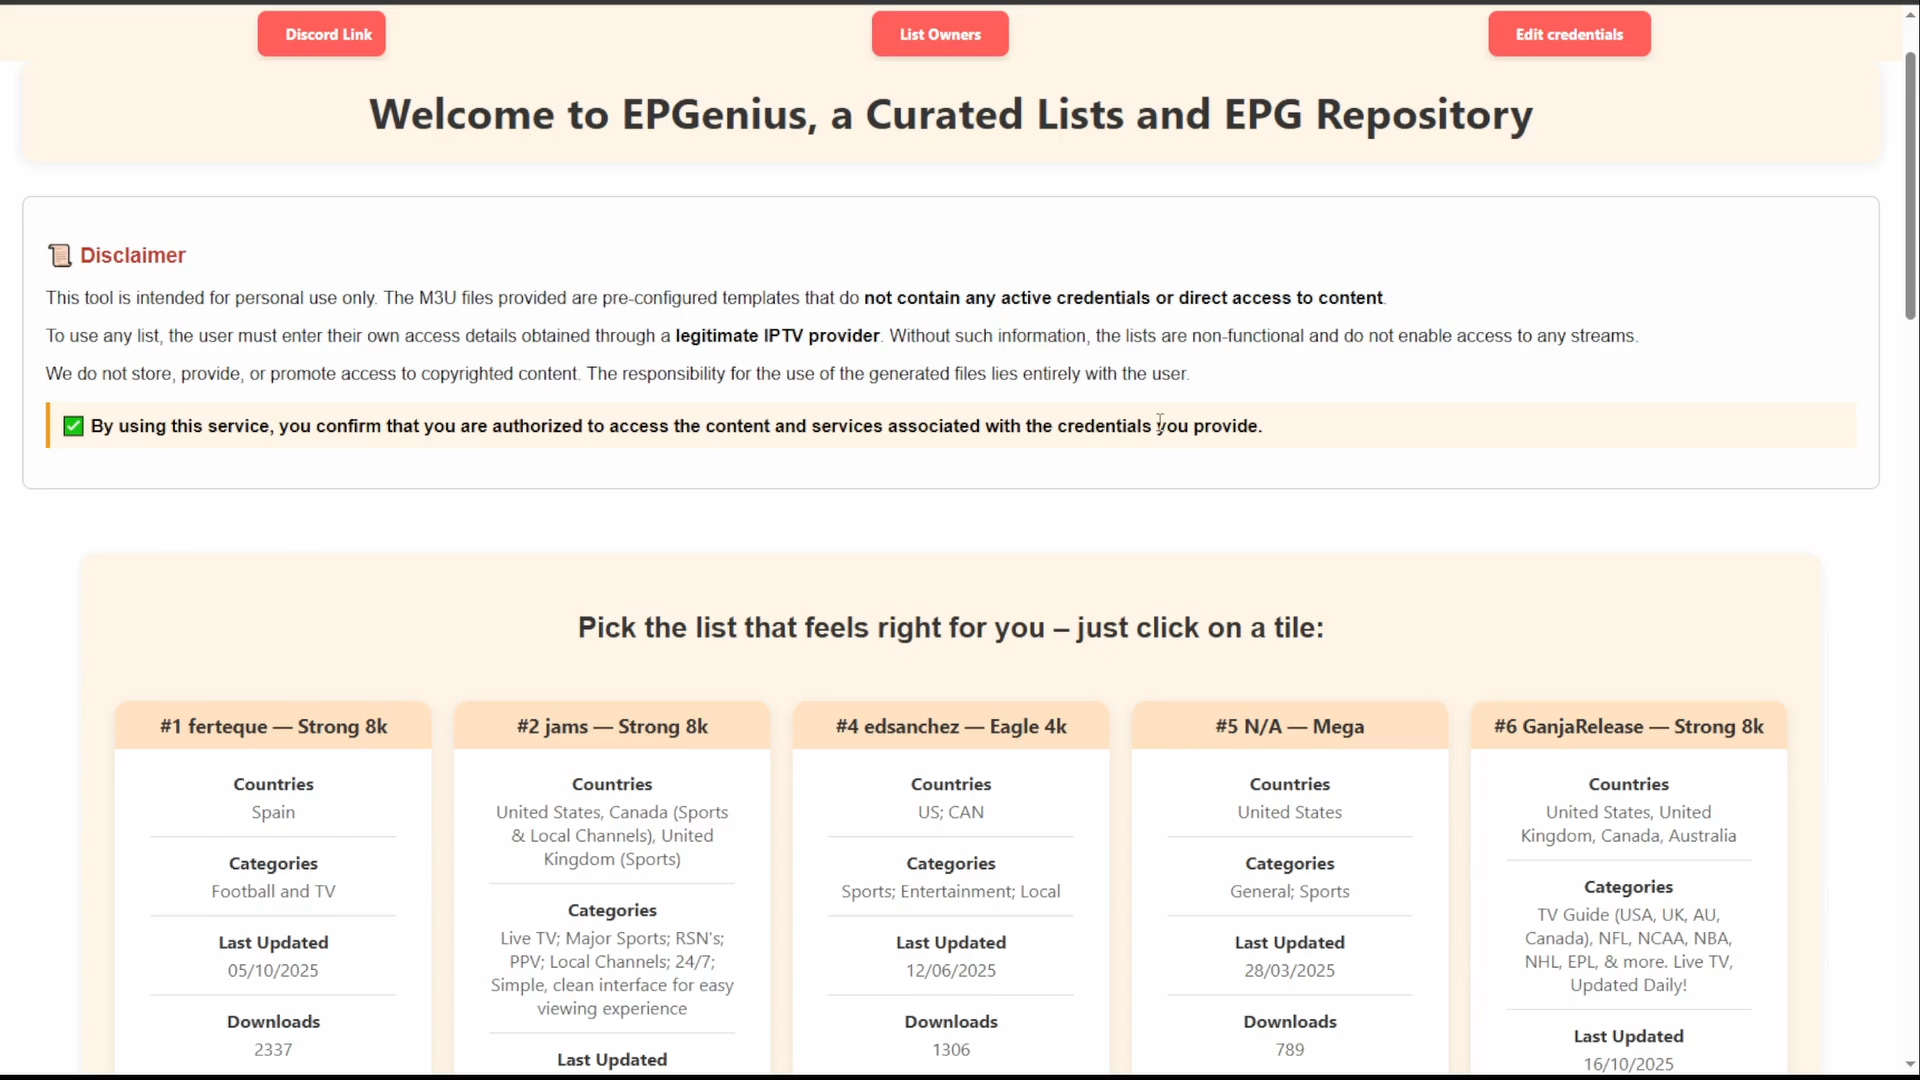 Discord Link
List Owners
Edit credentials
Welcome to EPGenius, a Curated Lists and EPG Repository
📜 Disclaimer
This tool is intended for personal use only. The M3U files provided are pre-configured templates that do not contain any active credentials or direct access to content.
To use any list, the user must enter their own access details obtained through a legitimate IPTV provider. Without such information, the lists are non-functional and do not enable access to any streams.
We do not store, provide, or promote access to copyrighted content. The responsibility for the use of the generated files lies entirely with the user.
✅ By using this service, you confirm that you are authorized to access the content and services associated with the credentials you provide.
Pick the list that feels right for you – just click on a tile:
#1 ferteque — Strong 8k
Countries
Spain
Categories
Football and TV
Last Updated
05/10/2025
Downloads
2337
#2 jams — Strong 8k
Countries
United States, Canada (Sports
& Local Channels), United
Kingdom (Sports)
Categories
Live TV; Major Sports; RSN's;
PPV; Local Channels; 24/7;
Simple, clean interface for easy
viewing experience
Last Updated
#4 edsanchez — Eagle 4k
Countries
US; CAN
Categories
Sports; Entertainment; Local
Last Updated
12/06/2025
Downloads
1306
#5 N/A — Mega
Countries
United States
Categories
General; Sports
Last Updated
28/03/2025
Downloads
789
#6 GanjaRelease — Strong 8k
Countries
United States, United
Kingdom, Canada, Australia
Categories
TV Guide (USA, UK, AU,
Canada), NFL, NCAA, NBA,
NHL, EPL, & more. Live TV,
Updated Daily!
Last Updated
16/10/2025